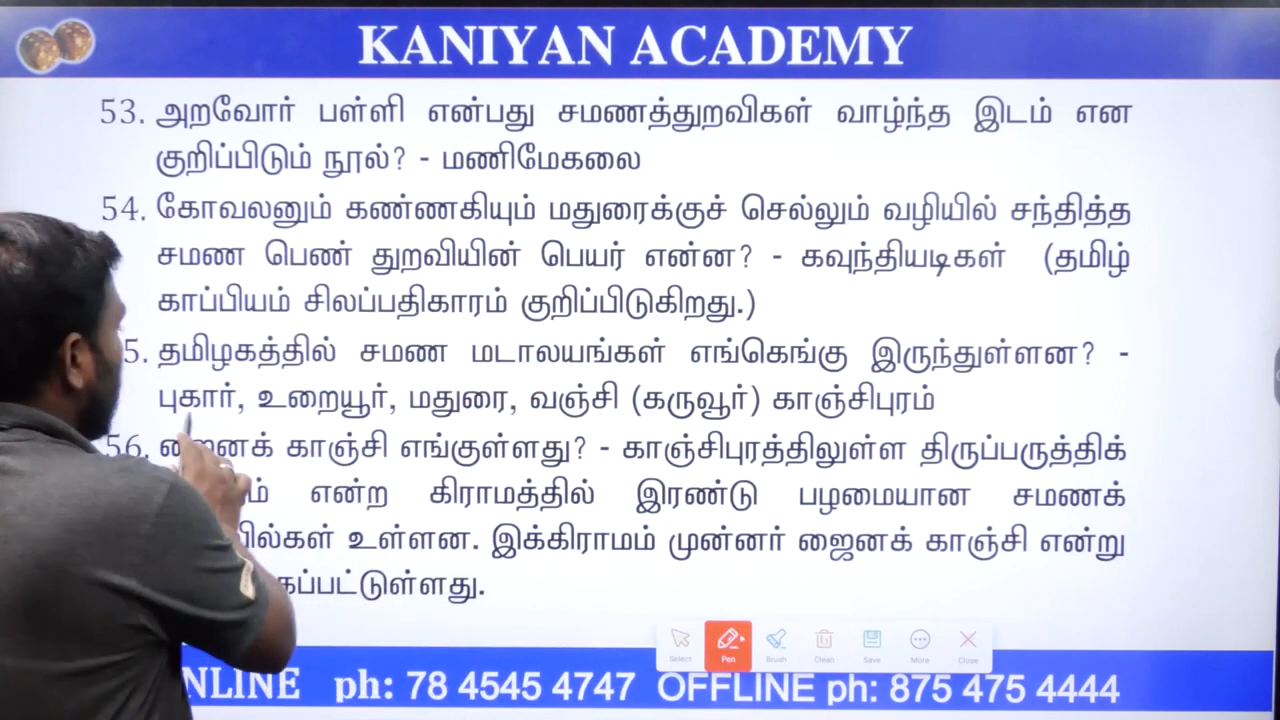 KANIYAN ACADEMY
53. அறவோர் பள்ளி என்பது சமணத்துறவிகள் வாழ்ந்த இடம் என
குறிப்பிடும் நூல்? - மணிமேகலை
54. கோவலனும் கண்ணகியும் மதுரைக்குச் செல்லும் வழியில் சந்தித்த
சமண பெண் துறவியின் பெயர் என்ன? - கவுந்தியடிகள் (தமிழ்
காப்பியம் சிலப்பதிகாரம் குறிப்பிடுகிறது.)
5. தமிழகத்தில் சமண மடாலயங்கள் எங்கெங்கு இருந்துள்ளன? -
புகார், உறையூர், மதுரை, வஞ்சி (கருவூர்) காஞ்சிபுரம்
56. ஜைனக் காஞ்சி எங்குள்ளது? - காஞ்சிபுரத்திலுள்ள திருப்பருத்திக்
என்ற கிராமத்தில் இரண்டு பழமையான சமணக்
உள்ளன. இக்கிராமம் முன்னர் ஜைனக் காஞ்சி என்று
Select Pen Brush Clean Save More Close
NLINE ph: 78 4545 4747 OFFLINE ph: 875 475 4444